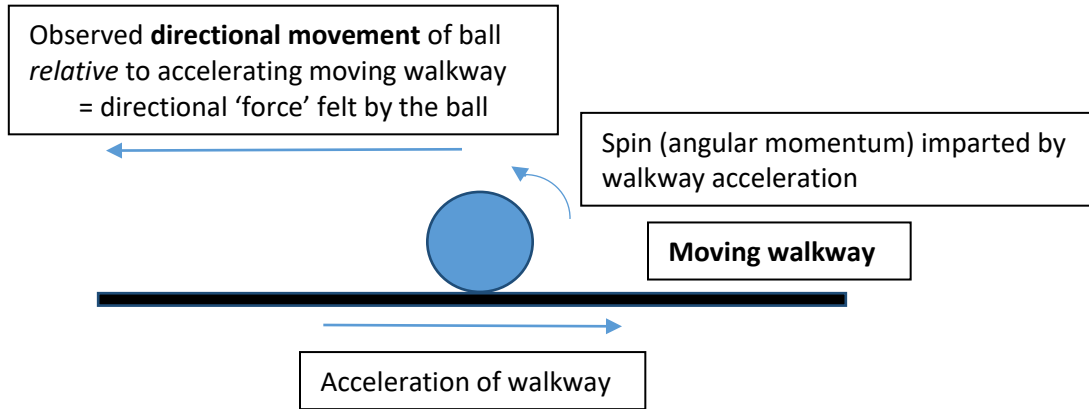 Observed directional movement of ball
relative to accelerating moving walkway
= directional ‘force’ felt by the ball
Spin (angular momentum) imparted by
walkway acceleration
Moving walkway
Acceleration of walkway